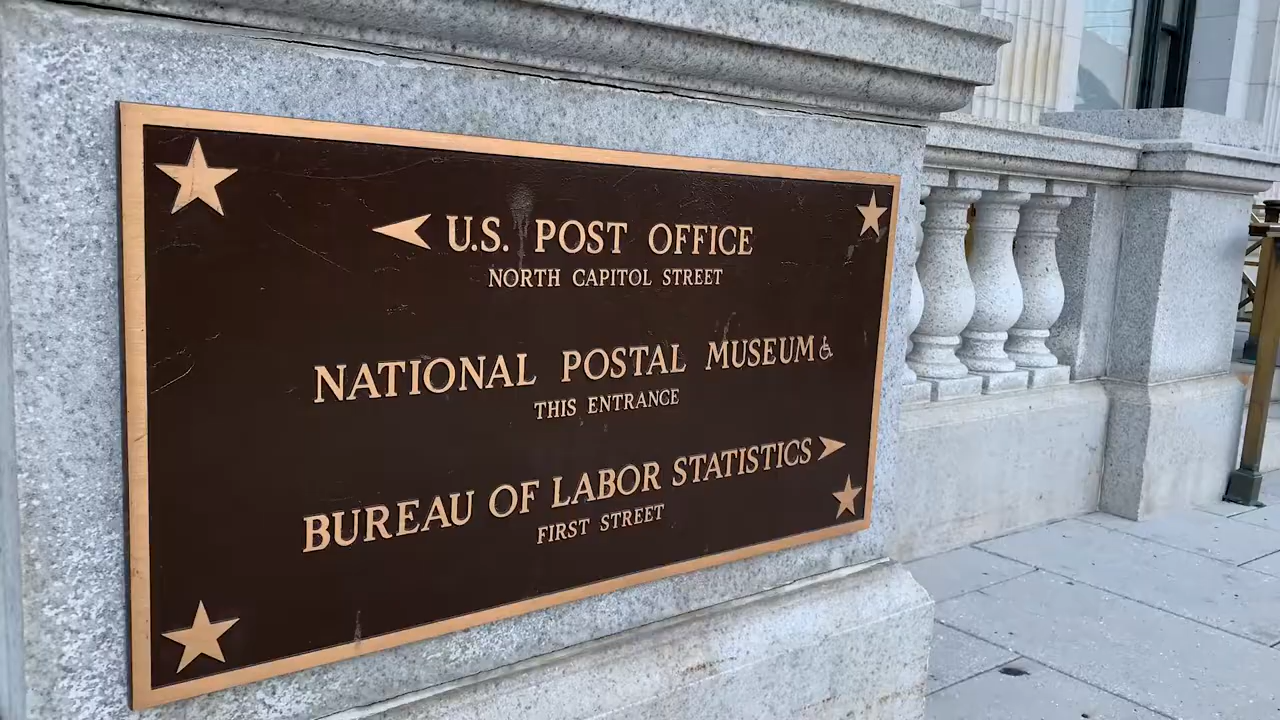 U.S. POST OFFICE
NORTH CAPITOL STREET
NATIONAL POSTAL MUSEUM
THIS ENTRANCE
BUREAU OF LABOR STATISTICS
FIRST STREET